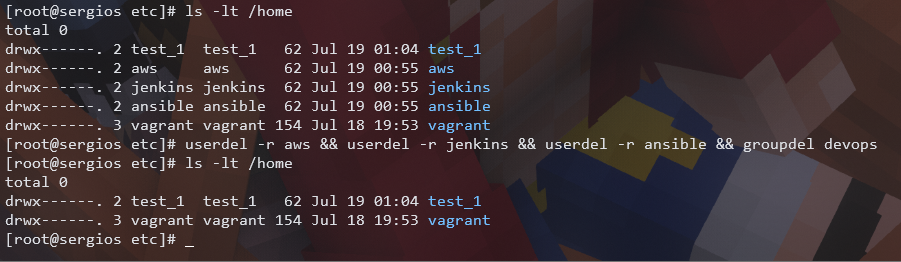 [root@sergios etc]# ls -lt /home
total 0
drwx------. 2 test_1  test_1   62 Jul 19 01:04 test_1
drwx------. 2 aws     aws      62 Jul 19 00:55 aws
drwx------. 2 jenkins jenkins  62 Jul 19 00:55 jenkins
drwx------. 2 ansible ansible  62 Jul 19 00:55 ansible
drwx------. 3 vagrant vagrant 154 Jul 18 19:53 vagrant
[root@sergios etc]# userdel -r aws && userdel -r jenkins && userdel -r ansible && groupdel devops
[root@sergios etc]# ls -lt /home
total 0
drwx------. 2 test_1  test_1   62 Jul 19 01:04 test_1
drwx------. 3 vagrant vagrant 154 Jul 18 19:53 vagrant
[root@sergios etc]# _